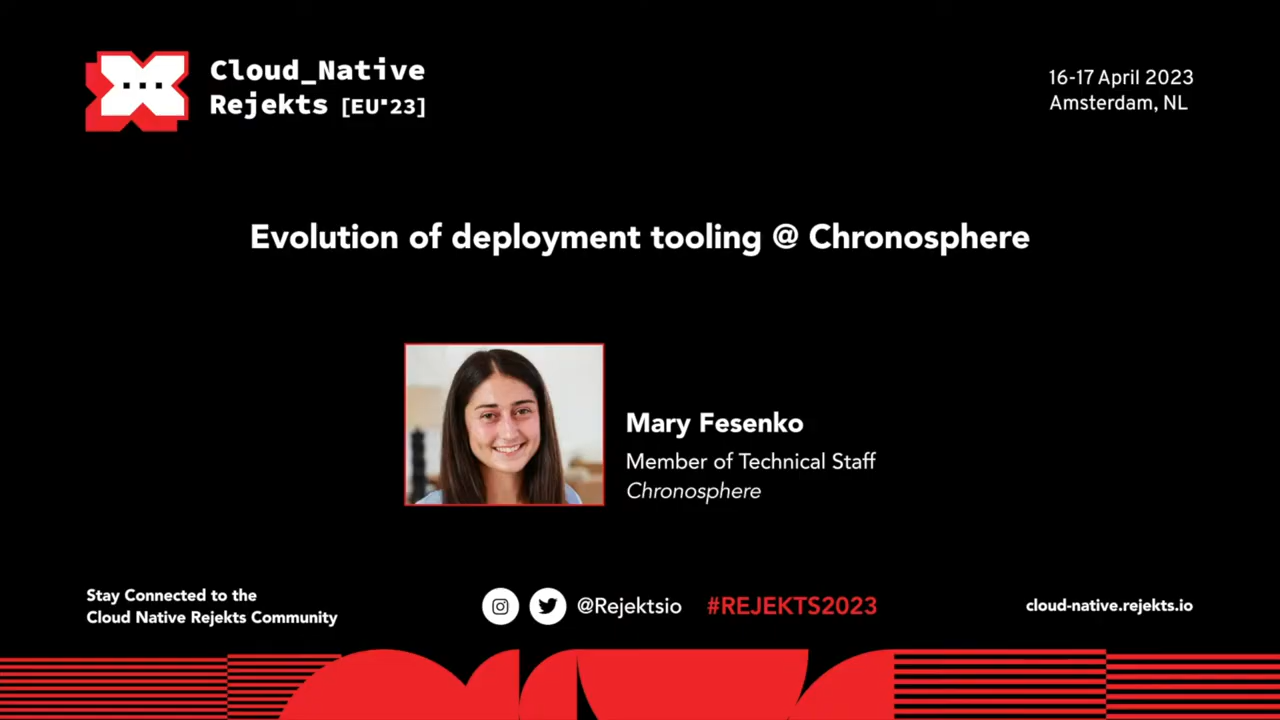 Cloud_Native
Rejekts [EU"23]
16-17 April 2023
Amsterdam, NL
Evolution of deployment tooling @ Chronosphere
Mary Fesenko
Member of Technical Staff
Chronosphere
Stay Connected to the
Cloud Native Rejekts Community
@Rejektsio #REJEKTS2023
cloud-native.rejekts.io